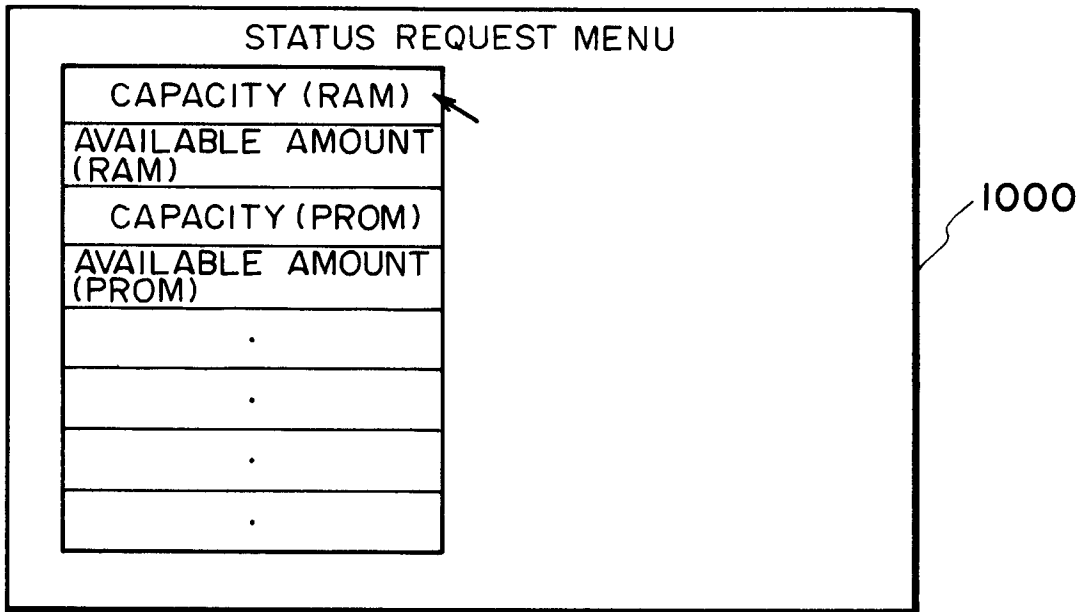 STATUS REQUEST MENU
CAPACITY (RAM)
AVAILABLE AMOUNT
(RAM)
CAPACITY (PROM)
AVAILABLE AMOUNT
(PROM)
.
.
.
.
1000